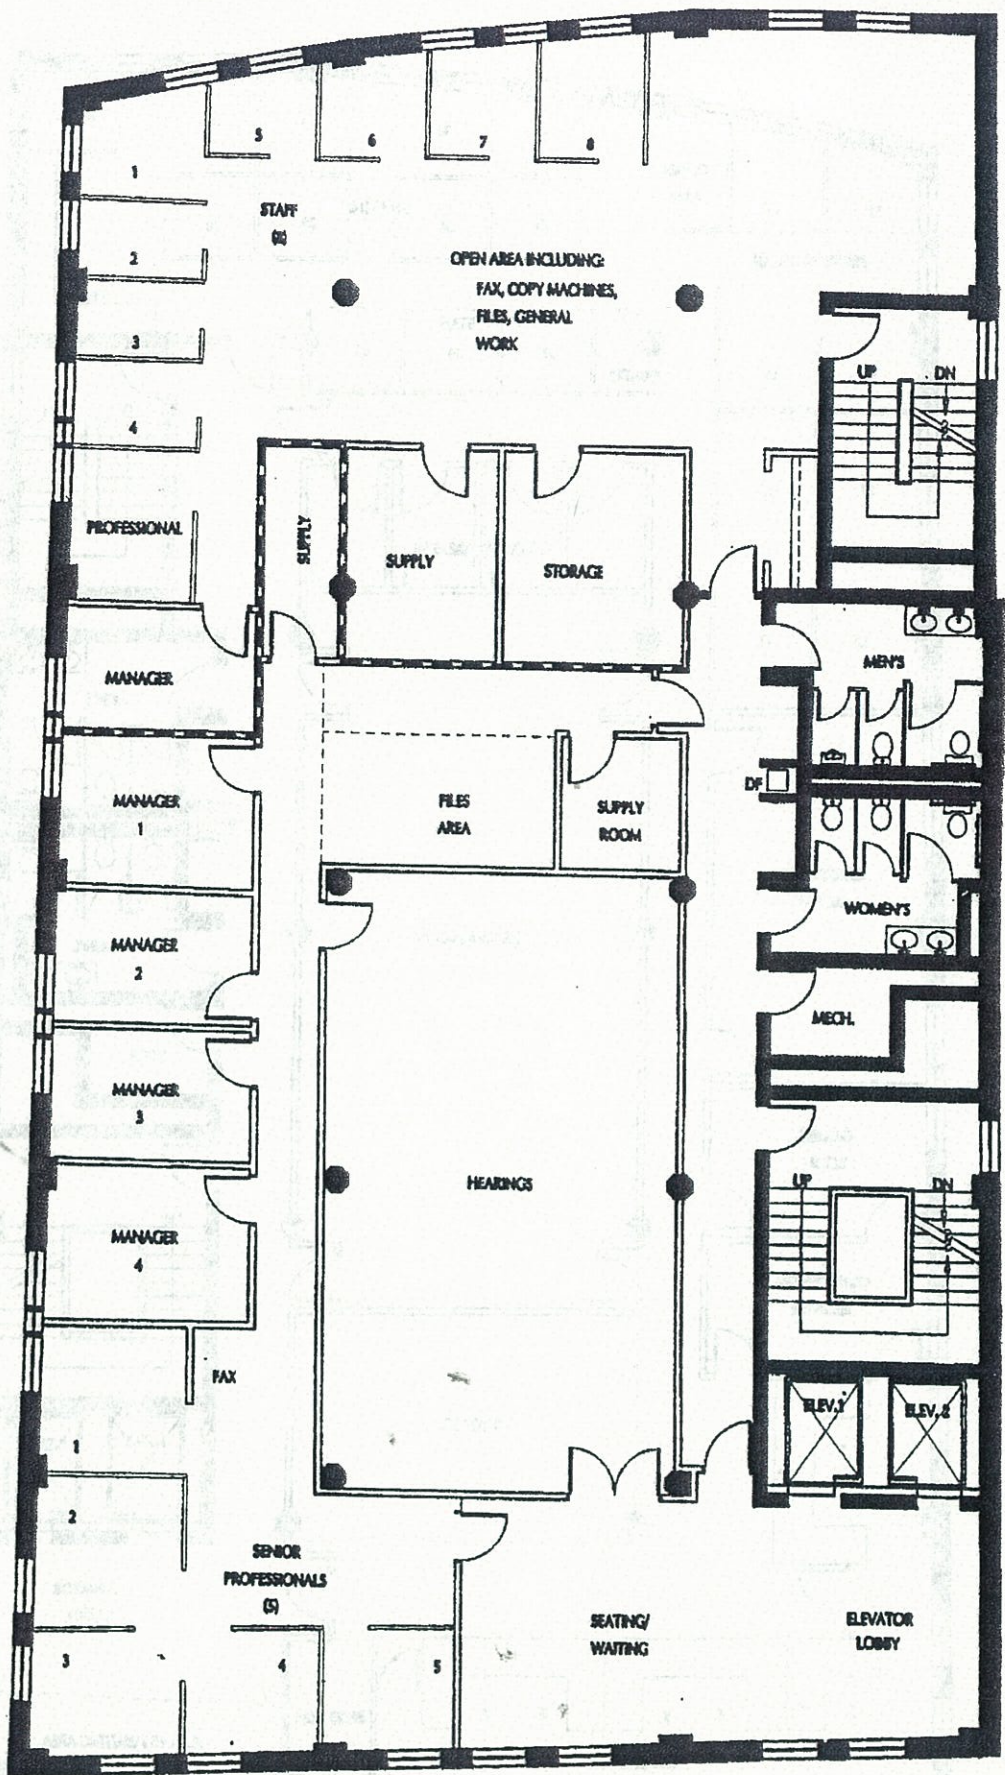 5
6
7
8
1
STAFF
(8)
2
OPEN AREA INCLUDING:
FAX, COPY MACHINES,
FILES, GENERAL
WORK
3
UP
DN
4
PROFESSIONAL
SUPPLY
SUPPLY
STORAGE
MEN'S
MANAGER
DF
MANAGER
1
FILES
AREA
SUPPLY
ROOM
WOMEN'S
MANAGER
2
MECH.
MANAGER
3
HEARINGS
UP
DN
MANAGER
4
FAX
ELEV. 1
ELEV. 2
1
2
SENIOR
PROFESSIONALS
(5)
SEATING/
WAITING
ELEVATOR
LOBBY
3
4
5